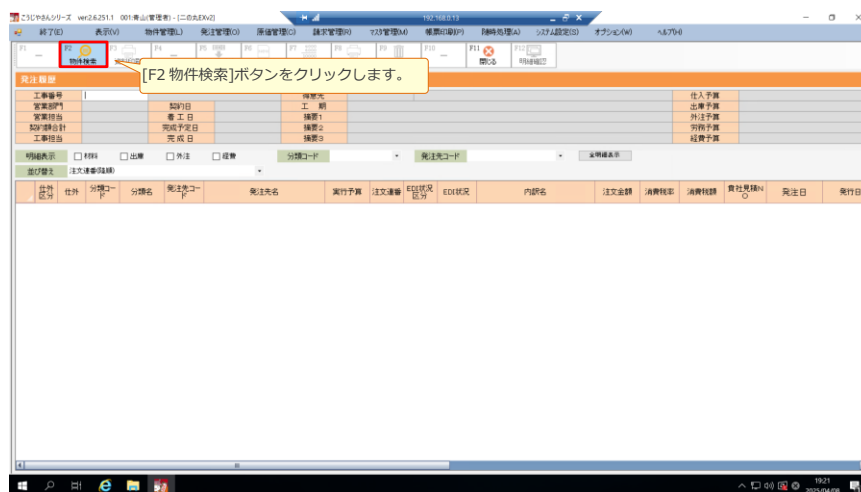 こうじやさんシリーズ ver.2.6.251.1 001:青山(管理者) - [二の丸EXv2]
192.168.0.13
終了(E) 表示(V) 物件管理(L) 発注管理(O) 原価管理(C) 請求管理(R) マスタ管理(M) 帳票印刷(P) 随時処理(A) システム設定(S) オプション(W) ヘルプ(H)
F1 F2 F3 F4 F5 F6 F7 F8 F9 F10 F11 F12
物件検索 閉じる 明細確認
[F2 物件検索]ボタンをクリックします。
発注履歴
工事番号 得意先 仕入予算
営業部門 契約日 工 期 出庫予算
営業担当 着工日 摘要1 外注予算
契約額合計 完成予定日 摘要2 労務予算
工事担当 完成日 摘要3 経費予算
明細表示 材料 出庫 外注 経費 分類コード 発注先コード 全明細表示
並び替え 注文連番(降順)
仕外区分 仕外 分類コード 分類名 発注先コード 発注先名 実行予算 注文連番 EDI状況区分 EDI状況 内訳名 注文金額 消費税率 消費税額 貴社見積NO 発注日 発行日
19:21
2025/04/08